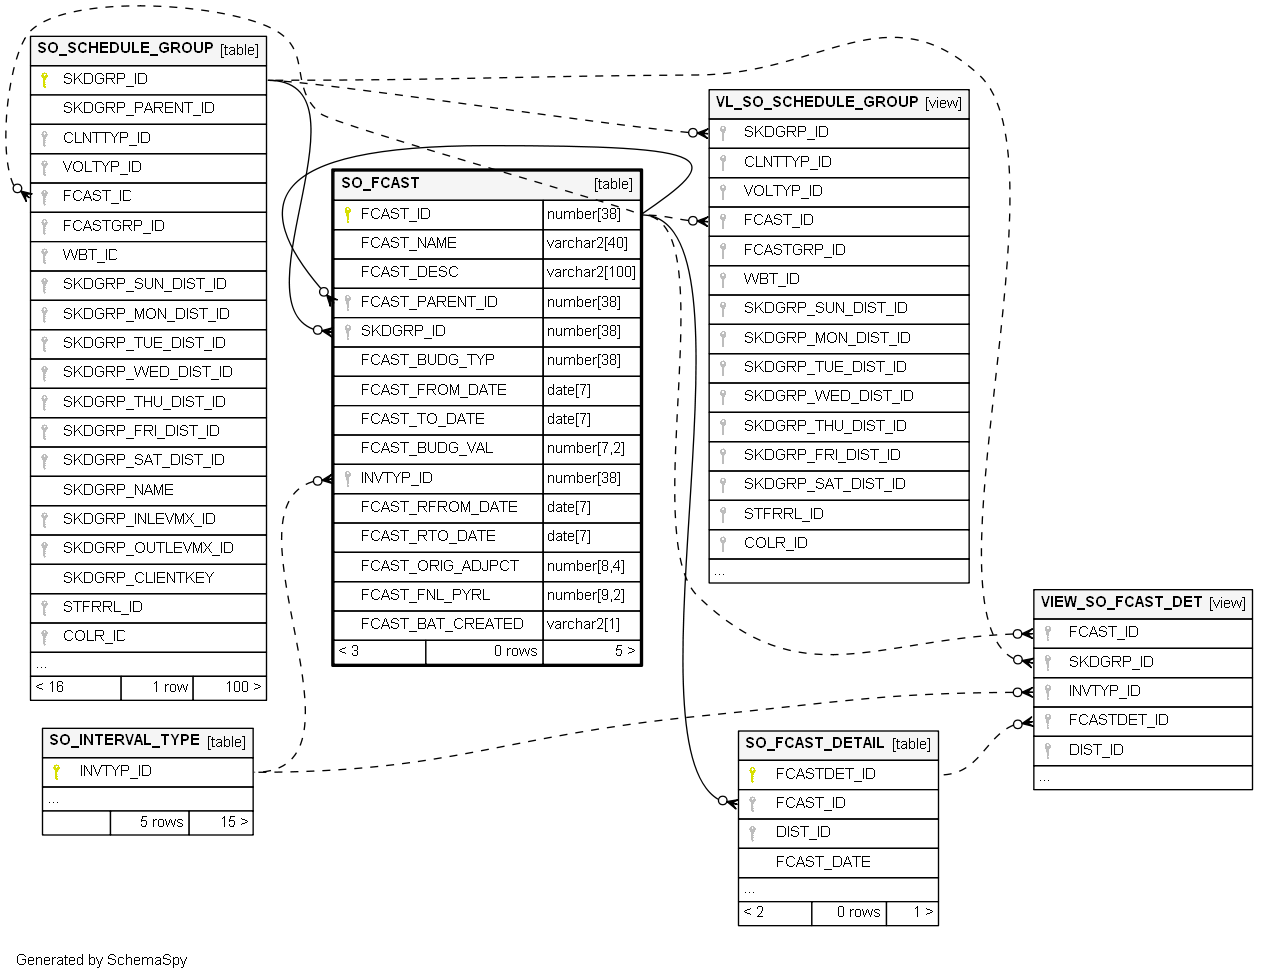 SO_SCHEDULE_GROUP [table]
SKDGRP_ID
SKDGRP_PARENT_ID
CLNTTYP_ID
VOLTYP_ID
FCAST_ID
FCASTGRP_ID
WBT_ID
SKDGRP_SUN_DIST_ID
SKDGRP_MON_DIST_ID
SKDGRP_TUE_DIST_ID
SKDGRP_WED_DIST_ID
SKDGRP_THU_DIST_ID
SKDGRP_FRI_DIST_ID
SKDGRP_SAT_DIST_ID
SKDGRP_NAME
SKDGRP_INLEVMX_ID
SKDGRP_OUTLEVMX_ID
SKDGRP_CLIENTKEY
STFRRL_ID
COLR_ID
...
< 16 1 row 100 >
SO_INTERVAL_TYPE [table]
INVTYP_ID
...
5 rows 15 >
SO_FCAST [table]
FCAST_ID number[38]
FCAST_NAME varchar2[40]
FCAST_DESC varchar2[100]
FCAST_PARENT_ID number[38]
SKDGRP_ID number[38]
FCAST_BUDG_TYP number[38]
FCAST_FROM_DATE date[7]
FCAST_TO_DATE date[7]
FCAST_BUDG_VAL number[7,2]
INVTYP_ID number[38]
FCAST_RFROM_DATE date[7]
FCAST_RTO_DATE date[7]
FCAST_ORIG_ADJPCT number[8,4]
FCAST_FNL_PYRL number[9,2]
FCAST_BAT_CREATED varchar2[1]
< 3 0 rows 5 >
VL_SO_SCHEDULE_GROUP [view]
SKDGRP_ID
CLNTTYP_ID
VOLTYP_ID
FCAST_ID
FCASTGRP_ID
WBT_ID
SKDGRP_SUN_DIST_ID
SKDGRP_MON_DIST_ID
SKDGRP_TUE_DIST_ID
SKDGRP_WED_DIST_ID
SKDGRP_THU_DIST_ID
SKDGRP_FRI_DIST_ID
SKDGRP_SAT_DIST_ID
STFRRL_ID
COLR_ID
...
SO_FCAST_DETAIL [table]
FCASTDET_ID
FCAST_ID
DIST_ID
FCAST_DATE
...
< 2 0 rows 1 >
VIEW_SO_FCAST_DET [view]
FCAST_ID
SKDGRP_ID
INVTYP_ID
FCASTDET_ID
DIST_ID
...
Generated by SchemaSpy